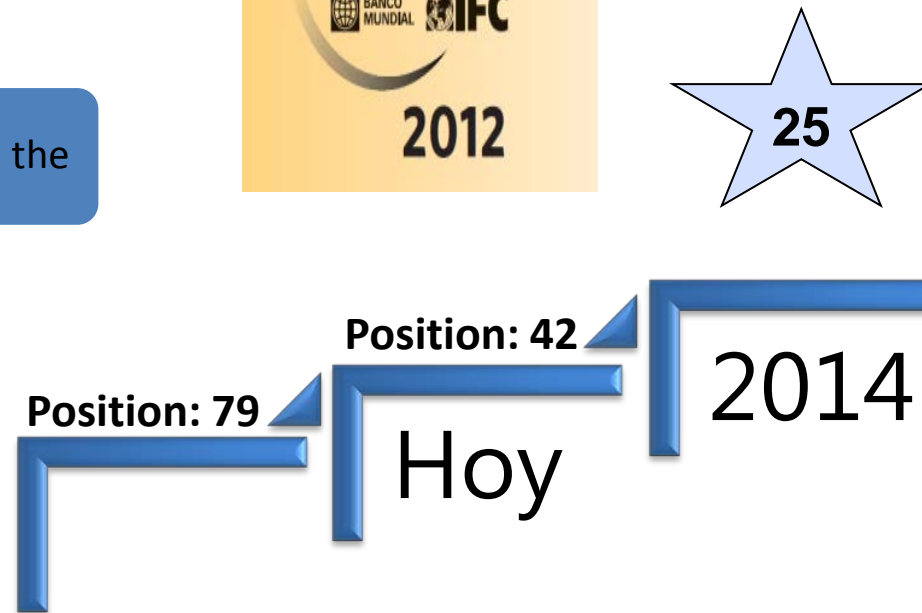 BANCO
MUNDIAL IFC
2012
25
the
Position: 42
2014
Position: 79
Hoy